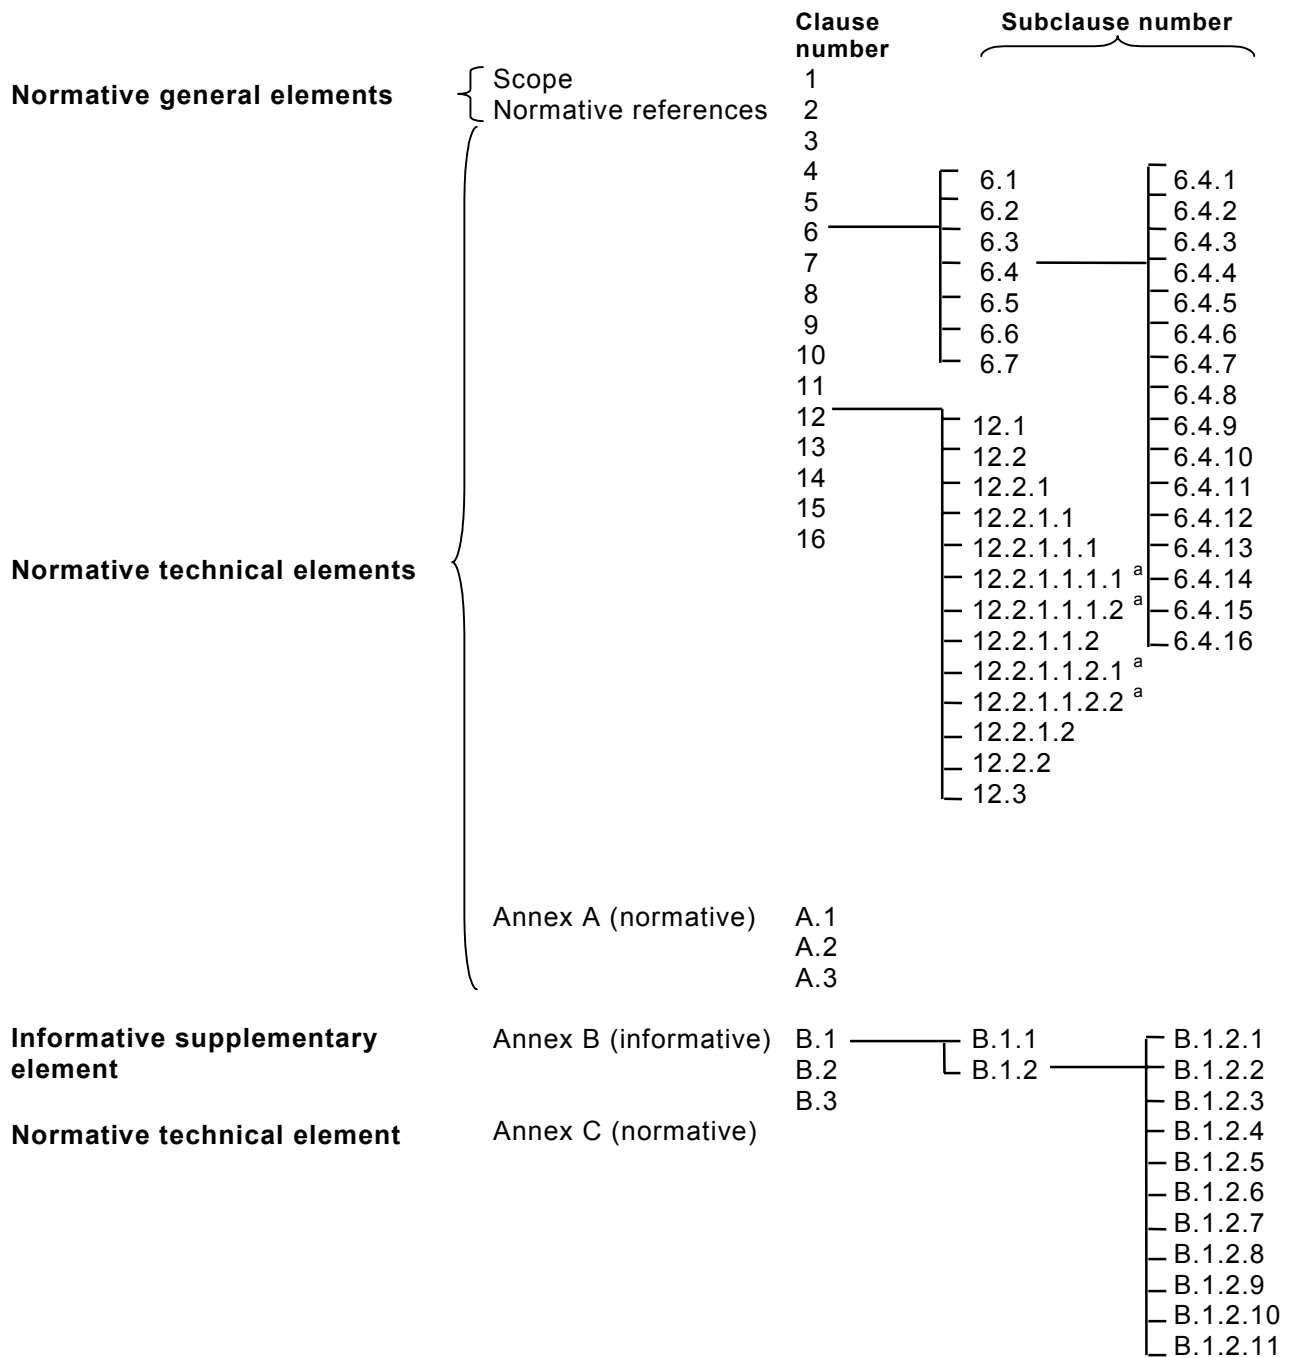 Clause number
Subclause number
Normative general elements
Scope
Normative references
1
2
3
4
5
6
7
8
9
10
11
12
13
14
15
16
6.1
6.2
6.3
6.4
6.5
6.6
6.7
6.4.1
6.4.2
6.4.3
6.4.4
6.4.5
6.4.6
6.4.7
6.4.8
6.4.9
6.4.10
6.4.11
6.4.12
6.4.13
6.4.14
6.4.15
6.4.16
12.1
12.2
12.2.1
12.2.1.1
12.2.1.1.1
12.2.1.1.1.1 a
12.2.1.1.1.2 a
12.2.1.1.2
12.2.1.1.2.1 a
12.2.1.1.2.2 a
12.2.1.2
12.2.2
12.3
Normative technical elements
Annex A (normative)
A.1
A.2
A.3
Informative supplementary
element
Annex B (informative)
B.1
B.2
B.3
B.1.1
B.1.2
B.1.2.1
B.1.2.2
B.1.2.3
B.1.2.4
B.1.2.5
B.1.2.6
B.1.2.7
B.1.2.8
B.1.2.9
B.1.2.10
B.1.2.11
Normative technical element
Annex C (normative)